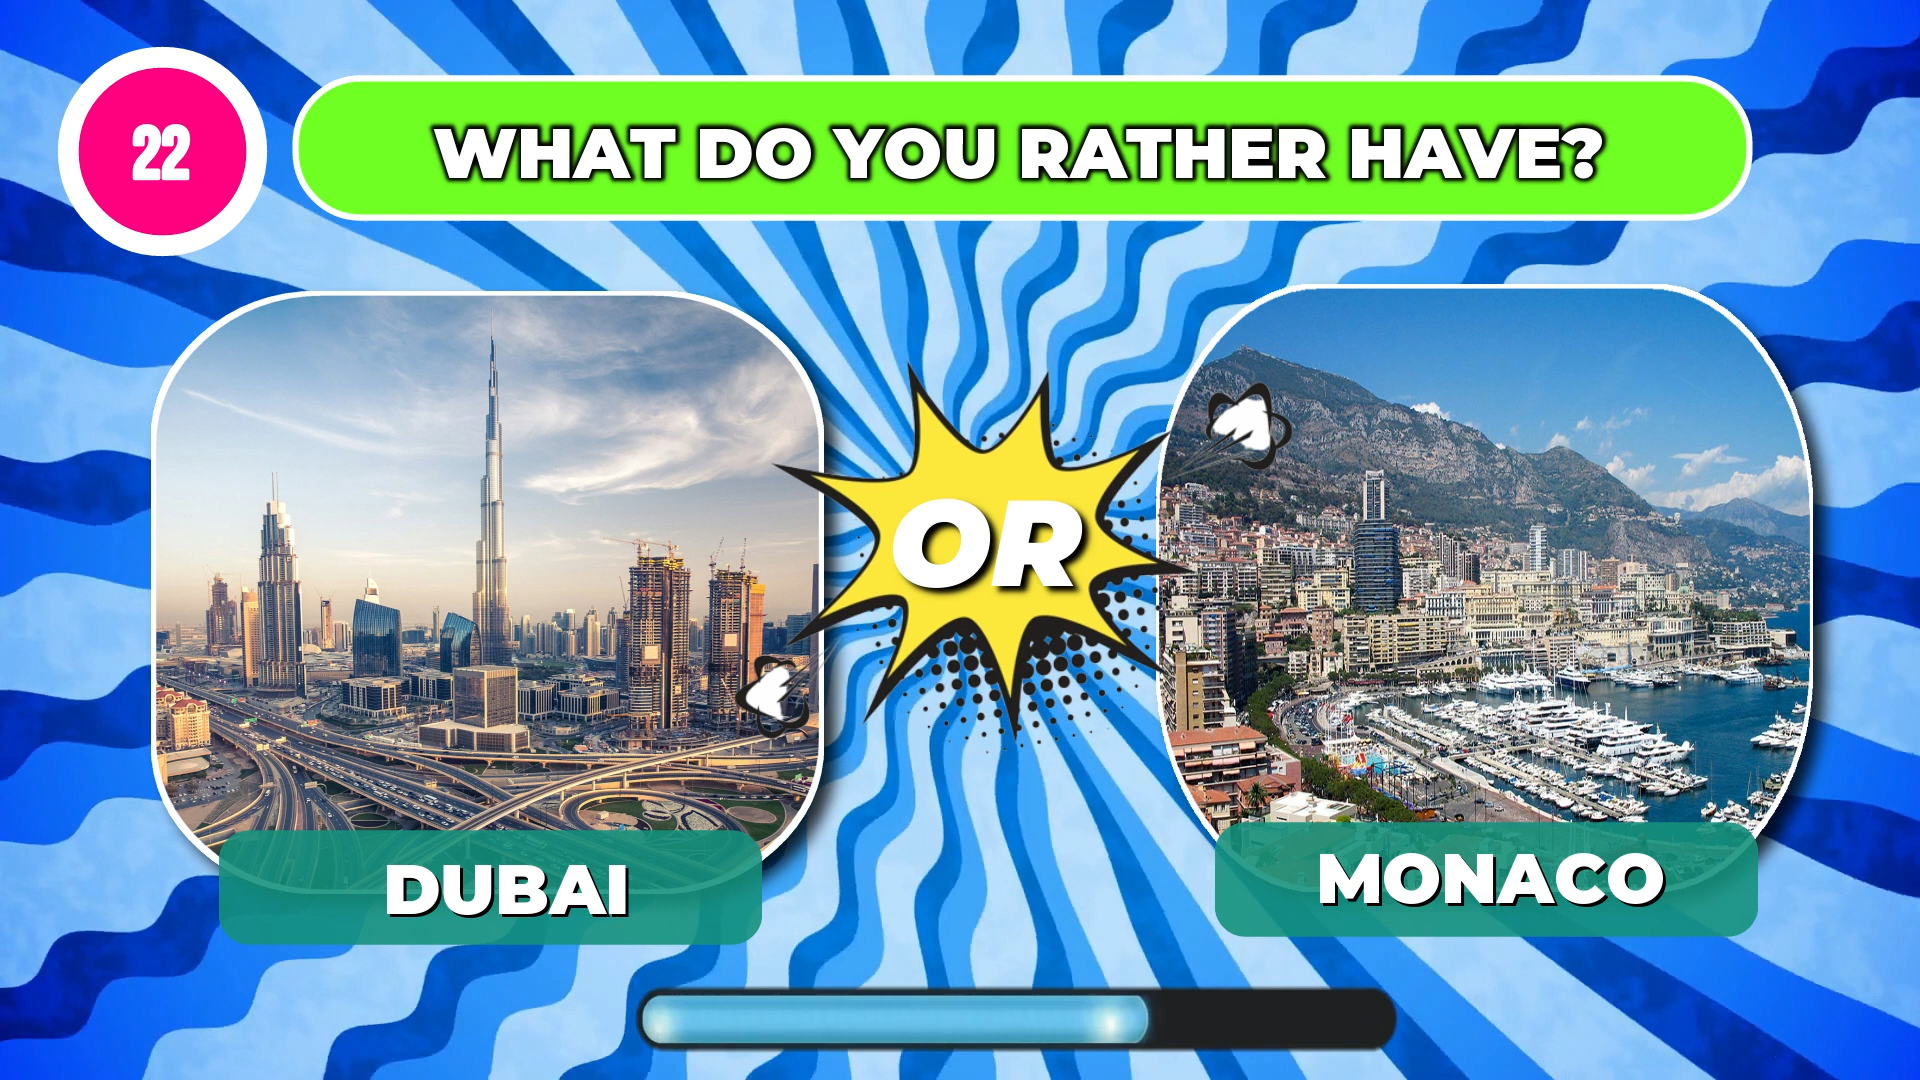 22
WHAT DO YOU RATHER HAVE?
OR
DUBAI
MONACO